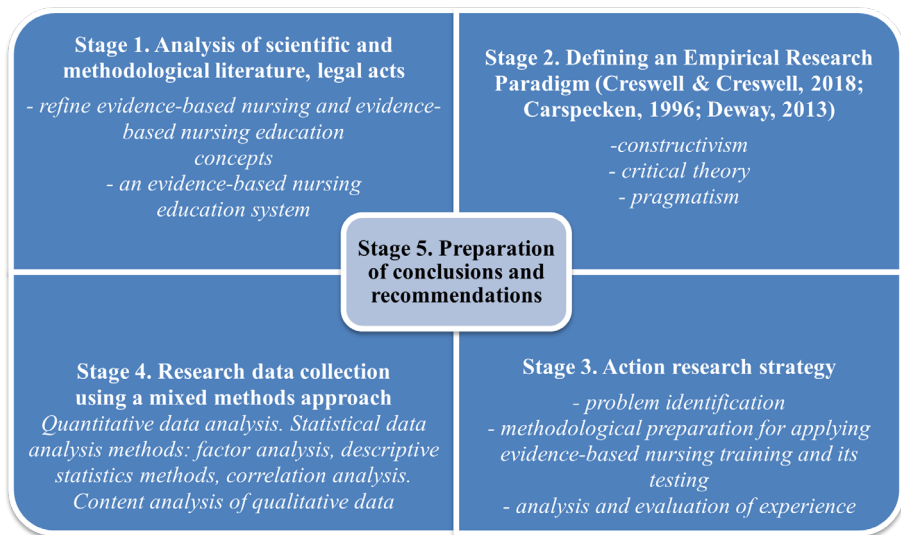 Stage 1. Analysis of scientific and
methodological literature, legal acts
- refine evidence-based nursing and evidence-
based nursing education
concepts
- an evidence-based nursing
education system
Stage 2. Defining an Empirical Research
Paradigm (Creswell & Creswell, 2018;
Carspecken, 1996; Deway, 2013)
-constructivism
- critical theory
- pragmatism
Stage 5. Preparation
of conclusions and
recommendations
Stage 4. Research data collection
using a mixed methods approach
Quantitative data analysis. Statistical data
analysis methods: factor analysis, descriptive
statistics methods, correlation analysis.
Content analysis of qualitative data
Stage 3. Action research strategy
- problem identification
- methodological preparation for applying
evidence-based nursing training and its
testing
- analysis and evaluation of experience